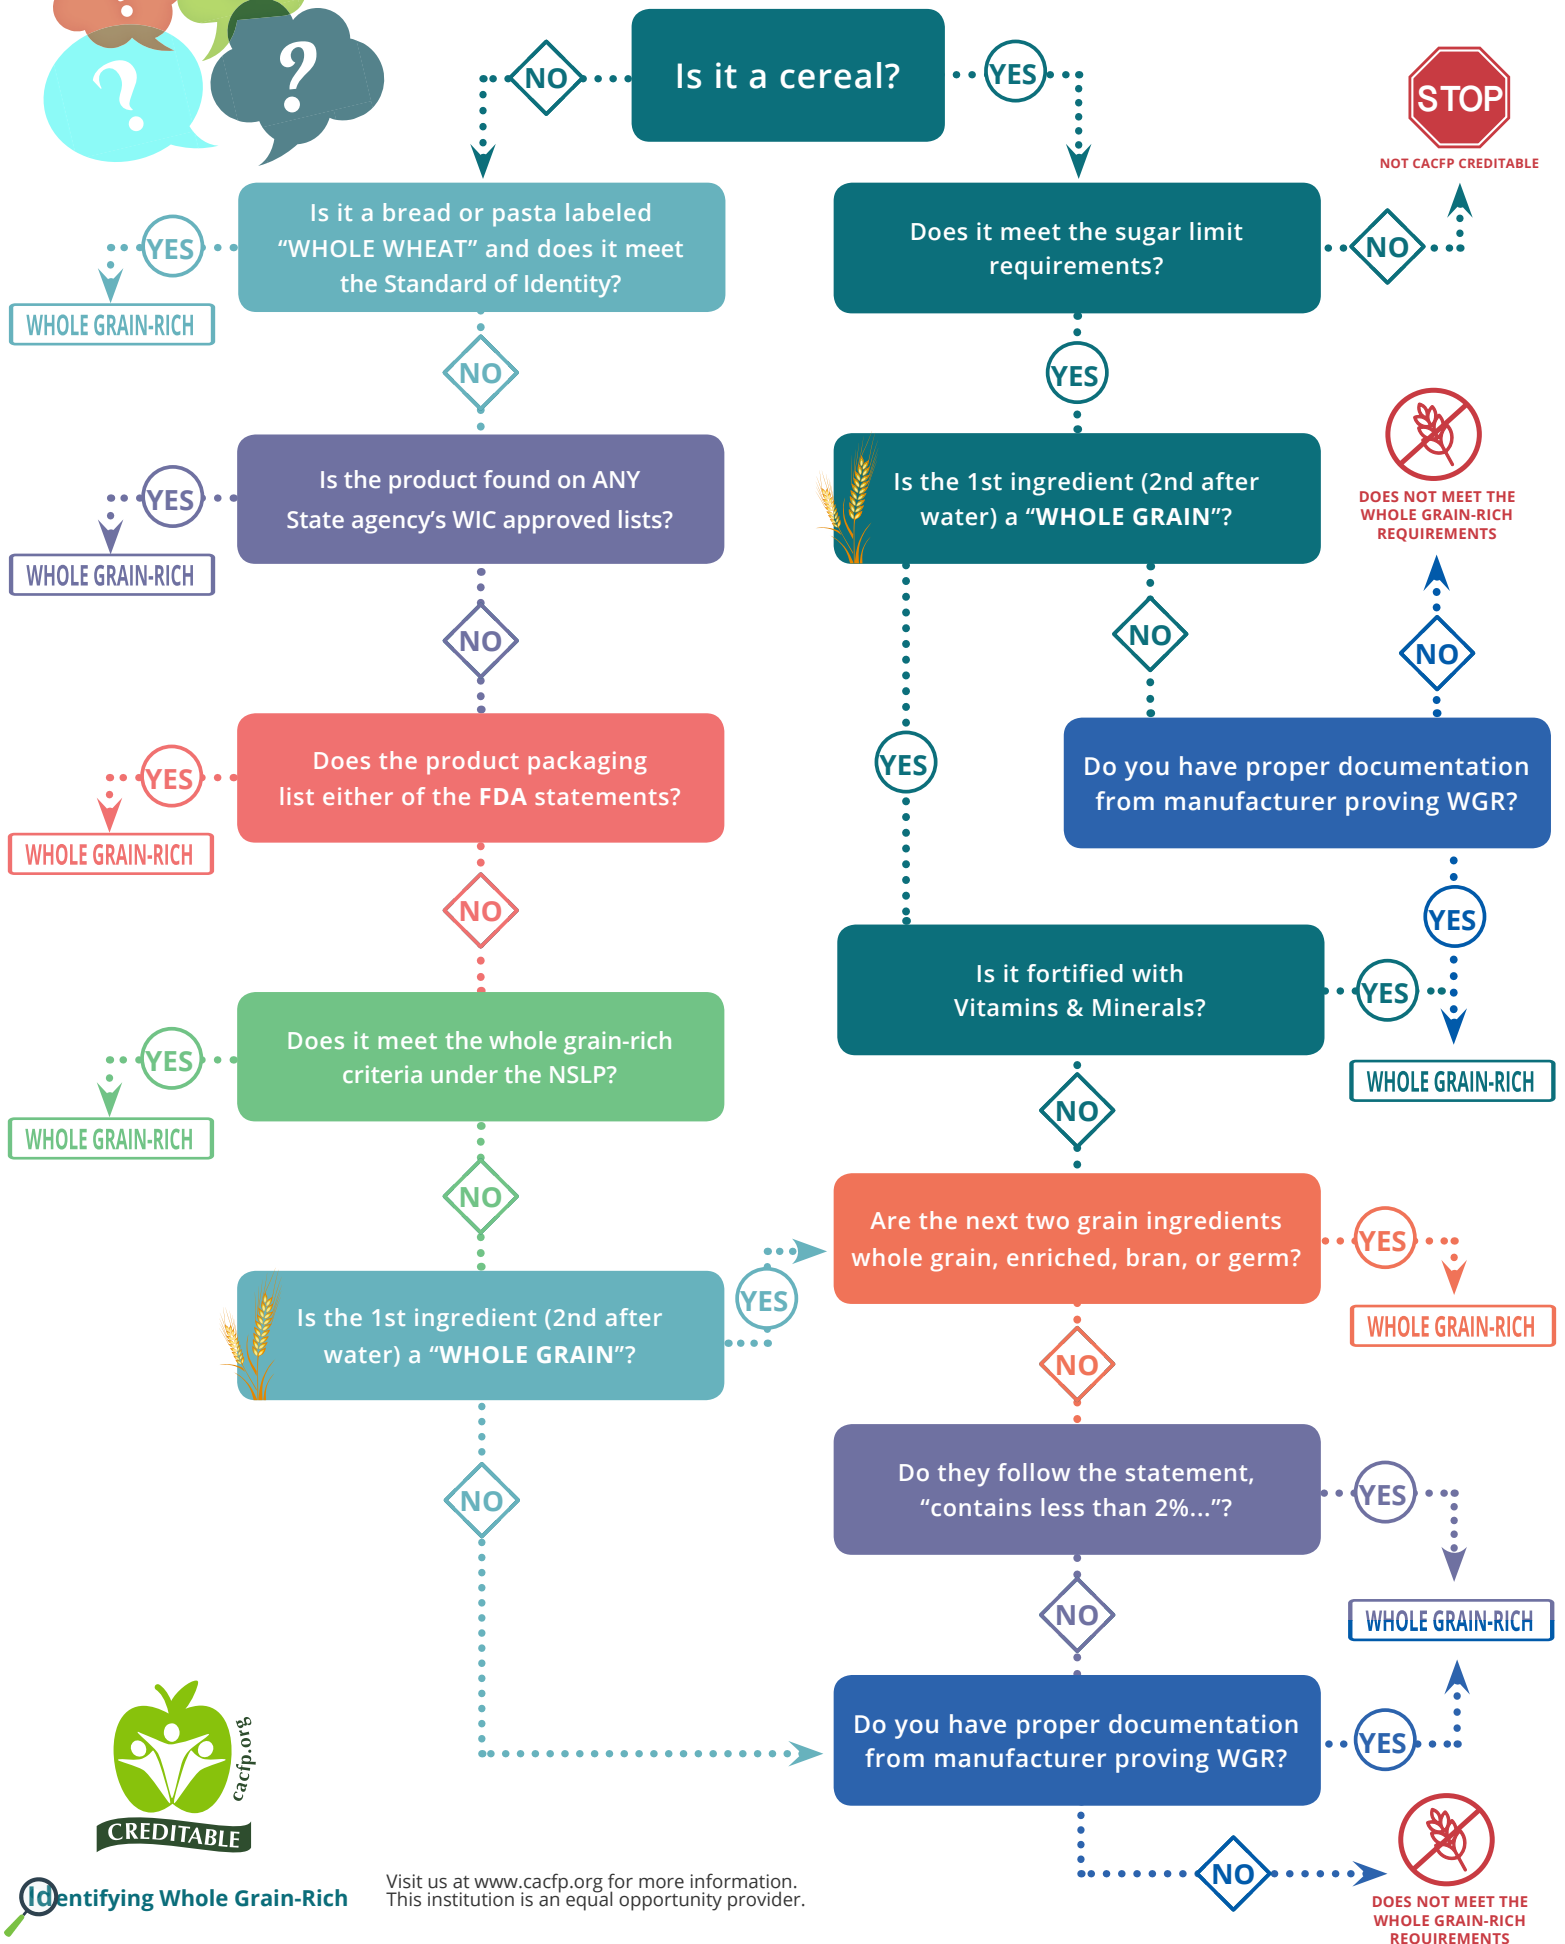 ?
?
?
Is it a cereal?
NO
YES
STOP
NOT CACFP CREDITABLE
Is it a bread or pasta labeled
“WHOLE WHEAT” and does it meet
the Standard of Identity?
YES
WHOLE GRAIN-RICH
NO
Does it meet the sugar limit
requirements?
NO
YES
Is the product found on ANY
State agency’s WIC approved lists?
YES
WHOLE GRAIN-RICH
NO
Is the 1st ingredient (2nd after
water) a “WHOLE GRAIN”?
DOES NOT MEET THE
WHOLE GRAIN-RICH
REQUIREMENTS
NO
NO
YES
Does the product packaging
list either of the FDA statements?
YES
WHOLE GRAIN-RICH
NO
Do you have proper documentation
from manufacturer proving WGR?
YES
Is it fortified with
Vitamins & Minerals?
YES
WHOLE GRAIN-RICH
NO
Does it meet the whole grain-rich
criteria under the NSLP?
YES
WHOLE GRAIN-RICH
NO
Are the next two grain ingredients
whole grain, enriched, bran, or germ?
YES
WHOLE GRAIN-RICH
NO
Is the 1st ingredient (2nd after
water) a “WHOLE GRAIN”?
YES
NO
Do they follow the statement,
“contains less than 2%...”?
YES
WHOLE GRAIN-RICH
NO
Do you have proper documentation
from manufacturer proving WGR?
YES
NO
DOES NOT MEET THE
WHOLE GRAIN-RICH
REQUIREMENTS
cacfp.org
CREDITABLE
Identifying Whole Grain-Rich
Visit us at www.cacfp.org for more information.
This institution is an equal opportunity provider.